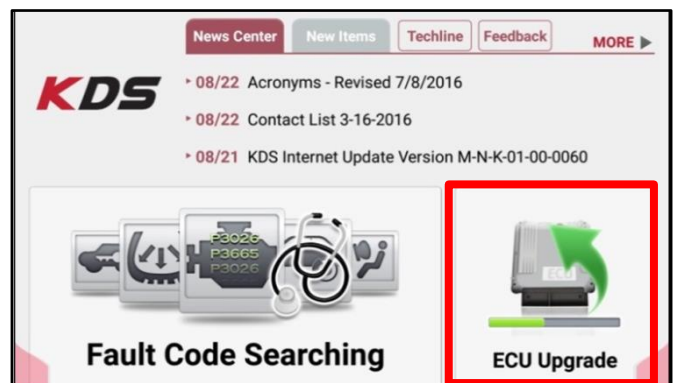 News Center New Items Techline Feedback MORE ▶
KDS
08/22 Acronyms - Revised 7/8/2016
08/22 Contact List 3-16-2016
08/21 KDS Internet Update Version M-N-K-01-00-0060
P3026
P3665
P3026
ECU
Fault Code Searching
ECU Upgrade